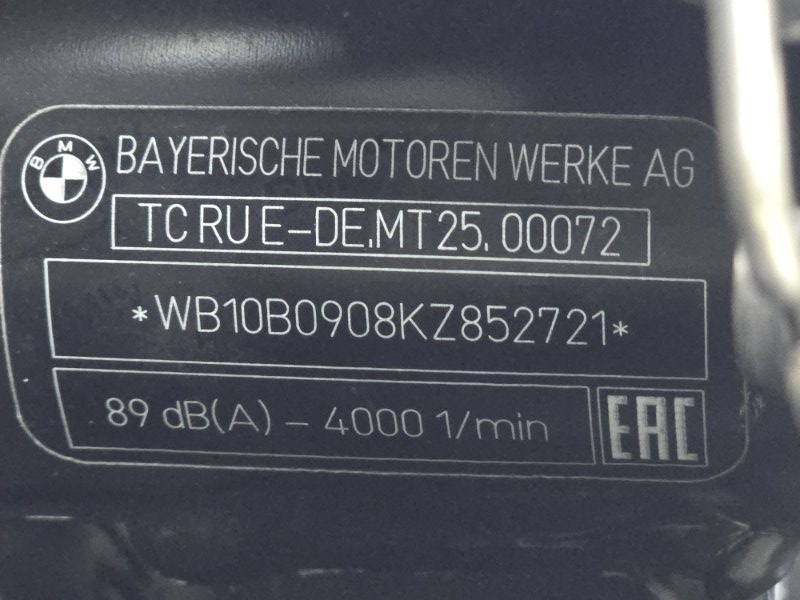 BMW
BAYERISCHE MOTOREN WERKE AG
TC RU E-DE.MT25.00072
*WB10B0908KZ852721*
89 dB(A) - 4000 1/min
EAC